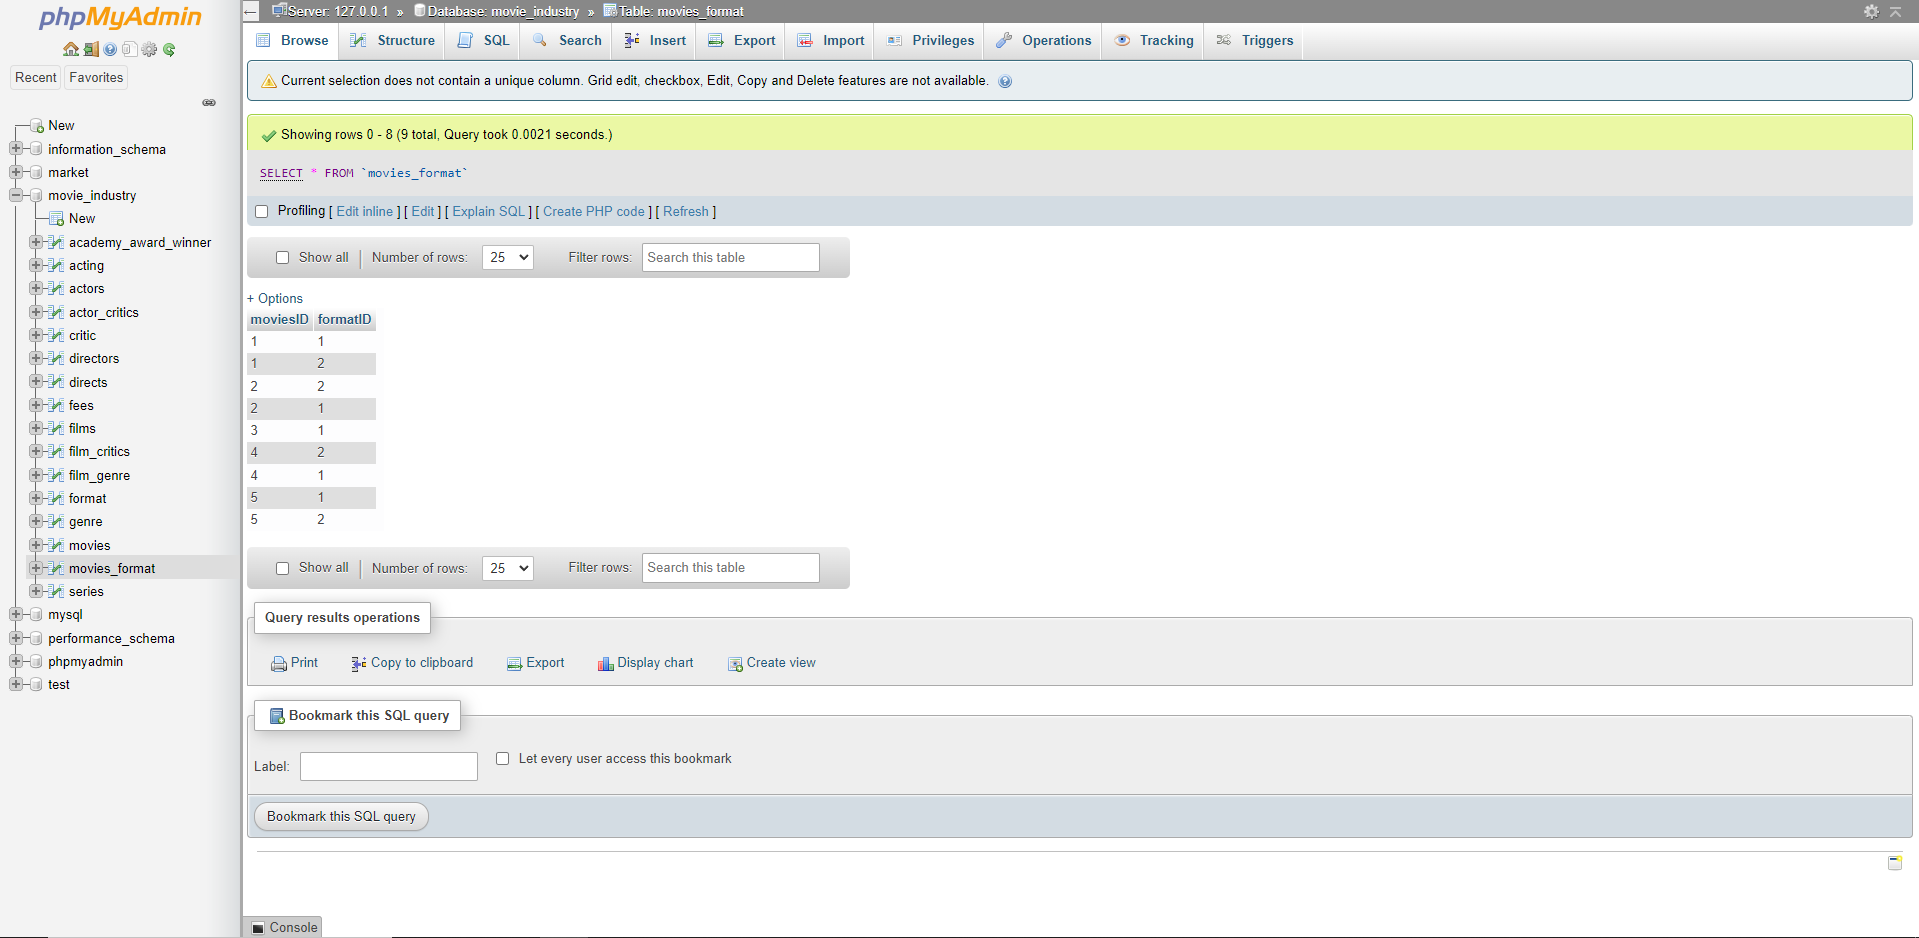 phpMyAdmin
Recent Favorites
New
information_schema
market
movie_industry
New
academy_award_winner
acting
actors
actor_critics
critic
directors
directs
fees
films
film_critics
film_genre
format
genre
movies
movies_format
series
mysql
performance_schema
phpmyadmin
test
Server: 127.0.0.1 » Database: movie_industry » Table: movies_format
Browse Structure SQL Search Insert Export Import Privileges Operations Tracking Triggers
Current selection does not contain a unique column. Grid edit, checkbox, Edit, Copy and Delete features are not available.
Showing rows 0 - 8 (9 total, Query took 0.0021 seconds.)
SELECT * FROM `movies_format`
Profiling [ Edit inline ] [ Edit ] [ Explain SQL ] [ Create PHP code ] [ Refresh ]
Show all | Number of rows: 25 Filter rows: Search this table
+ Options
moviesID formatID
1 1
1 2
2 2
2 1
3 1
4 2
4 1
5 1
5 2
Show all | Number of rows: 25 Filter rows: Search this table
Query results operations
Print Copy to clipboard Export Display chart Create view
Bookmark this SQL query
Label: Let every user access this bookmark
Bookmark this SQL query
Console